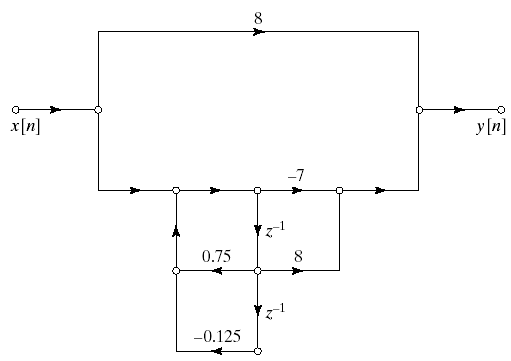 8
x[n]
y[n]
–7
z⁻¹
0.75
8
z⁻¹
–0.125